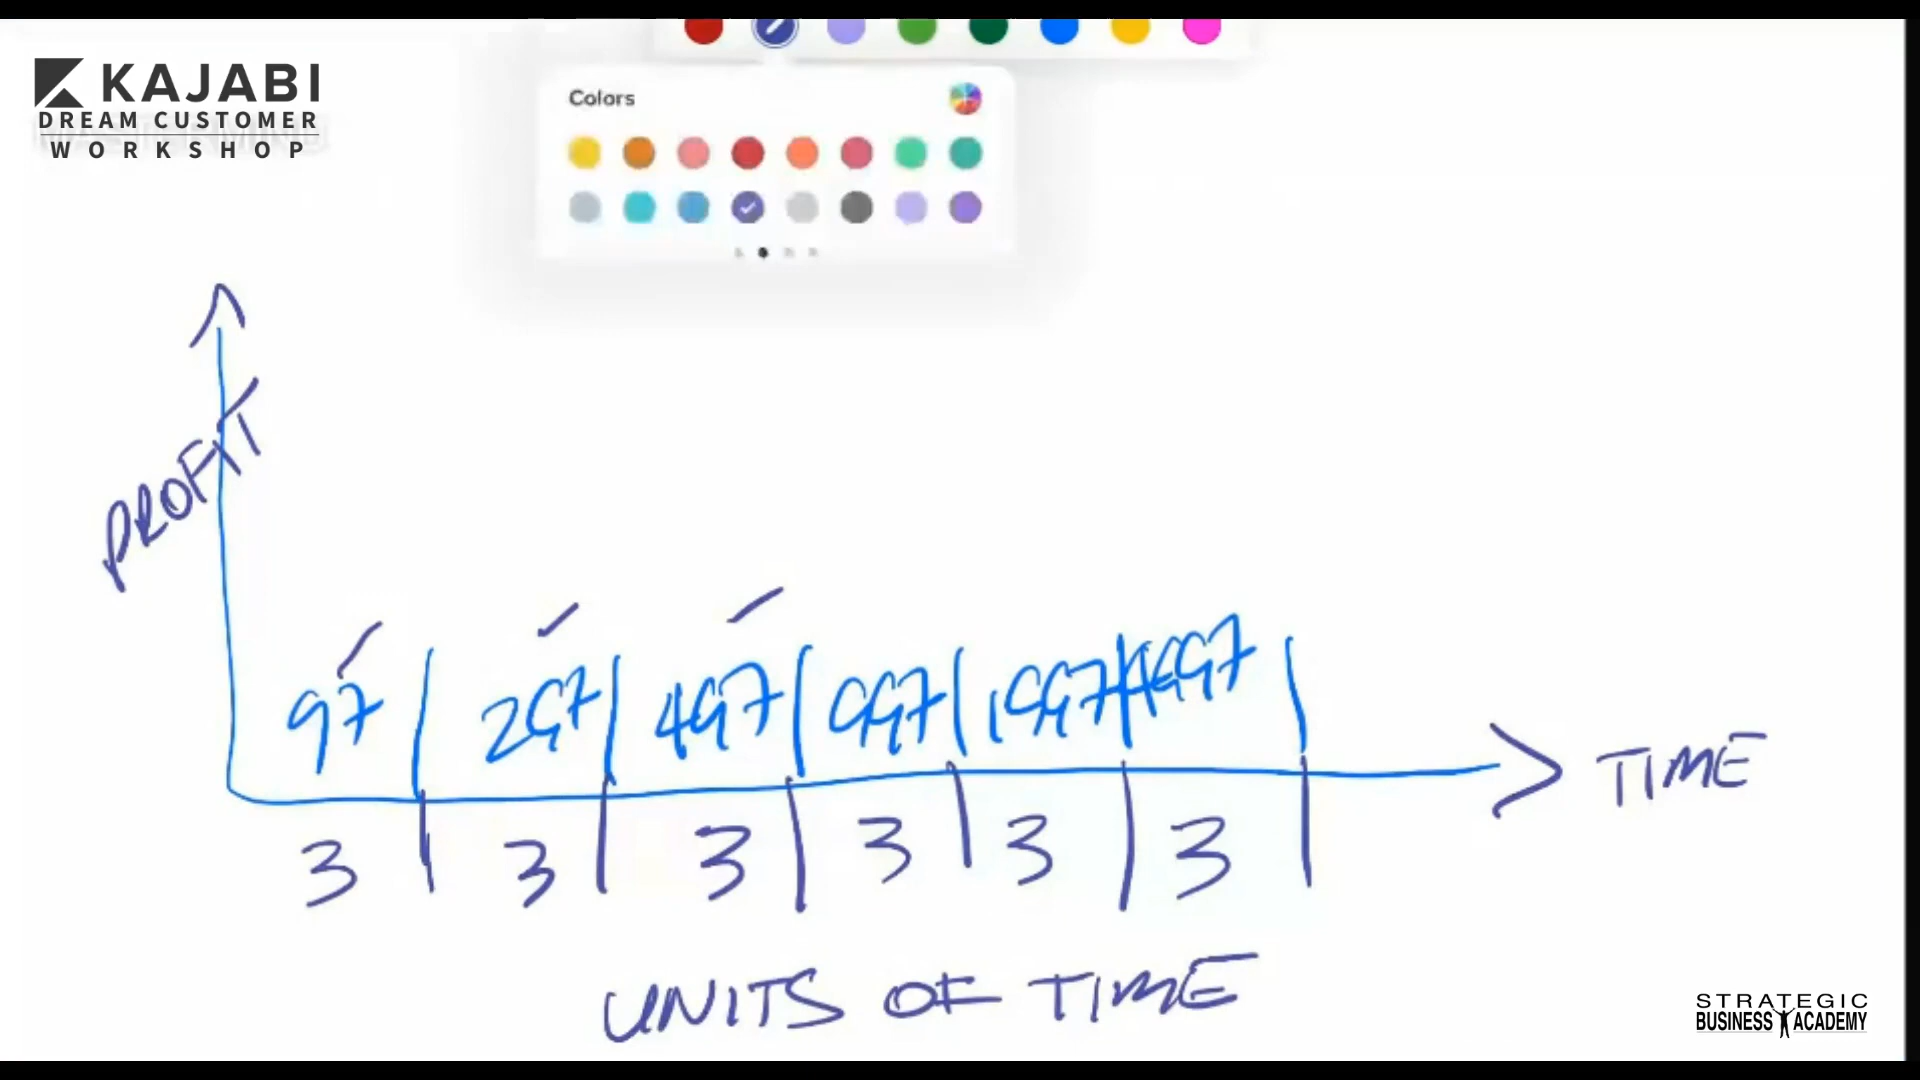 KAJABI
DREAM CUSTOMER
WORKSHOP
Colors
PROFIT
97 297 497 997 1997
TIME
3 3 3 3 3 3
UNITS OF TIME
STRATEGIC
BUSINESS ACADEMY